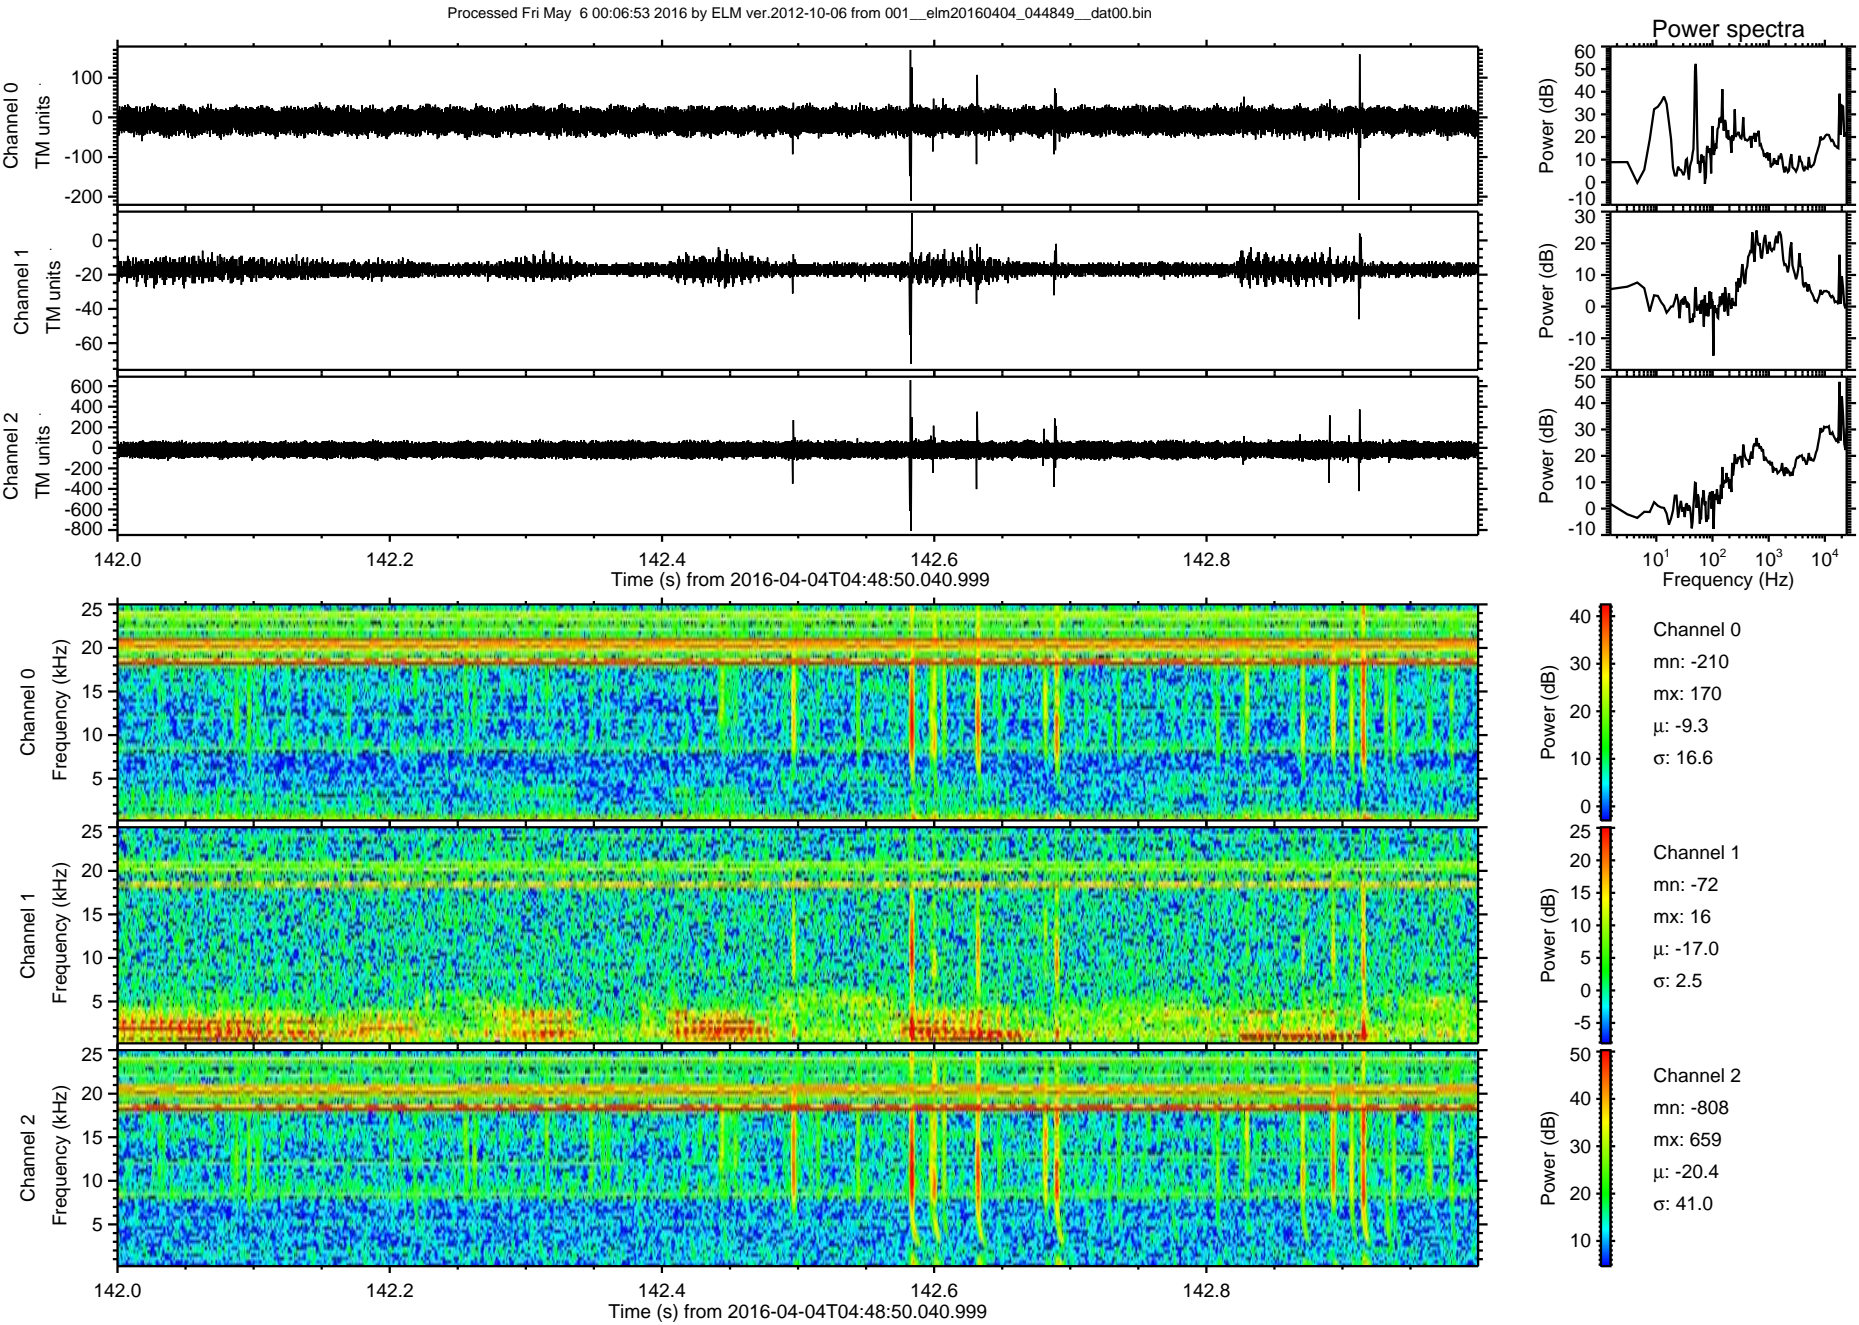 Processed Fri May  6 00:06:53 2016 by ELM ver.2012-10-06 from 001__elm20160404_044849__dat00.bin
Power spectra
Channel 0
TM units
100
0
-100
-200
Power (dB)
60
50
40
30
20
10
0
-10
Channel 1
TM units
0
-20
-40
-60
Power (dB)
30
20
10
0
-10
-20
Channel 2
TM units
600
400
200
0
-200
-400
-600
-800
Power (dB)
50
40
30
20
10
0
-10
142.0 142.2 142.4 142.6 142.8
Time (s) from 2016-04-04T04:48:50.040.999
10¹ 10² 10³ 10⁴
Frequency (Hz)
Channel 0
Frequency (kHz)
25
20
15
10
5
Power (dB)
40
30
20
10
0
Channel 0
mn: -210
mx: 170
μ: -9.3
σ: 16.6
Channel 1
Frequency (kHz)
25
20
15
10
5
Power (dB)
25
20
15
10
5
0
-5
Channel 1
mn: -72
mx: 16
μ: -17.0
σ: 2.5
Channel 2
Frequency (kHz)
25
20
15
10
5
Power (dB)
50
40
30
20
10
Channel 2
mn: -808
mx: 659
μ: -20.4
σ: 41.0
142.0 142.2 142.4 142.6 142.8
Time (s) from 2016-04-04T04:48:50.040.999